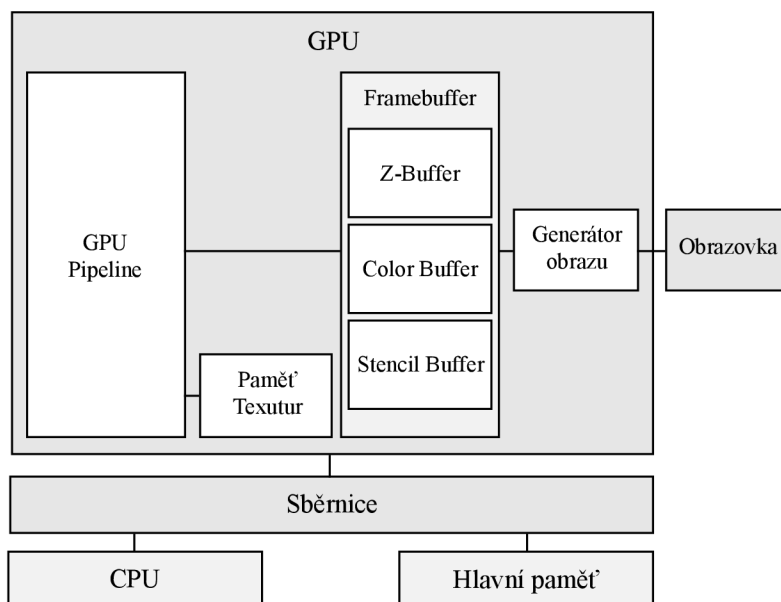 GPU
GPU
Pipeline
Framebuffer
Z-Buffer
Color Buffer
Stencil Buffer
Paměť
Texutur
Generátor
obrazu
Obrazovka
Sběrnice
CPU
Hlavní paměť